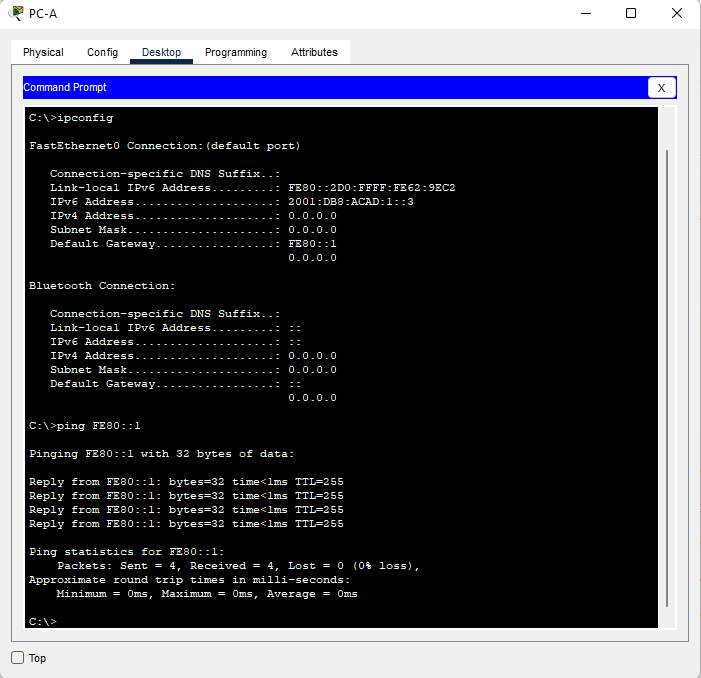 PC-A
Physical Config Desktop Programming Attributes
Command Prompt X
C:\>ipconfig
FastEthernet0 Connection:(default port)
Connection-specific DNS Suffix..:
Link-local IPv6 Address.........: FE80::2D0:FFFF:FE62:9EC2
IPv6 Address....................: 2001:DB8:ACAD:1::3
IPv4 Address....................: 0.0.0.0
Subnet Mask.....................: 0.0.0.0
Default Gateway.................: FE80::1
0.0.0.0
Bluetooth Connection:
Connection-specific DNS Suffix..:
Link-local IPv6 Address.........: ::
IPv6 Address....................: ::
IPv4 Address....................: 0.0.0.0
Subnet Mask.....................: 0.0.0.0
Default Gateway.................: ::
0.0.0.0
C:\>ping FE80::1
Pinging FE80::1 with 32 bytes of data:
Reply from FE80::1: bytes=32 time<1ms TTL=255
Reply from FE80::1: bytes=32 time<1ms TTL=255
Reply from FE80::1: bytes=32 time<1ms TTL=255
Reply from FE80::1: bytes=32 time<1ms TTL=255
Ping statistics for FE80::1:
Packets: Sent = 4, Received = 4, Lost = 0 (0% loss),
Approximate round trip times in milli-seconds:
Minimum = 0ms, Maximum = 0ms, Average = 0ms
C:\>
Top